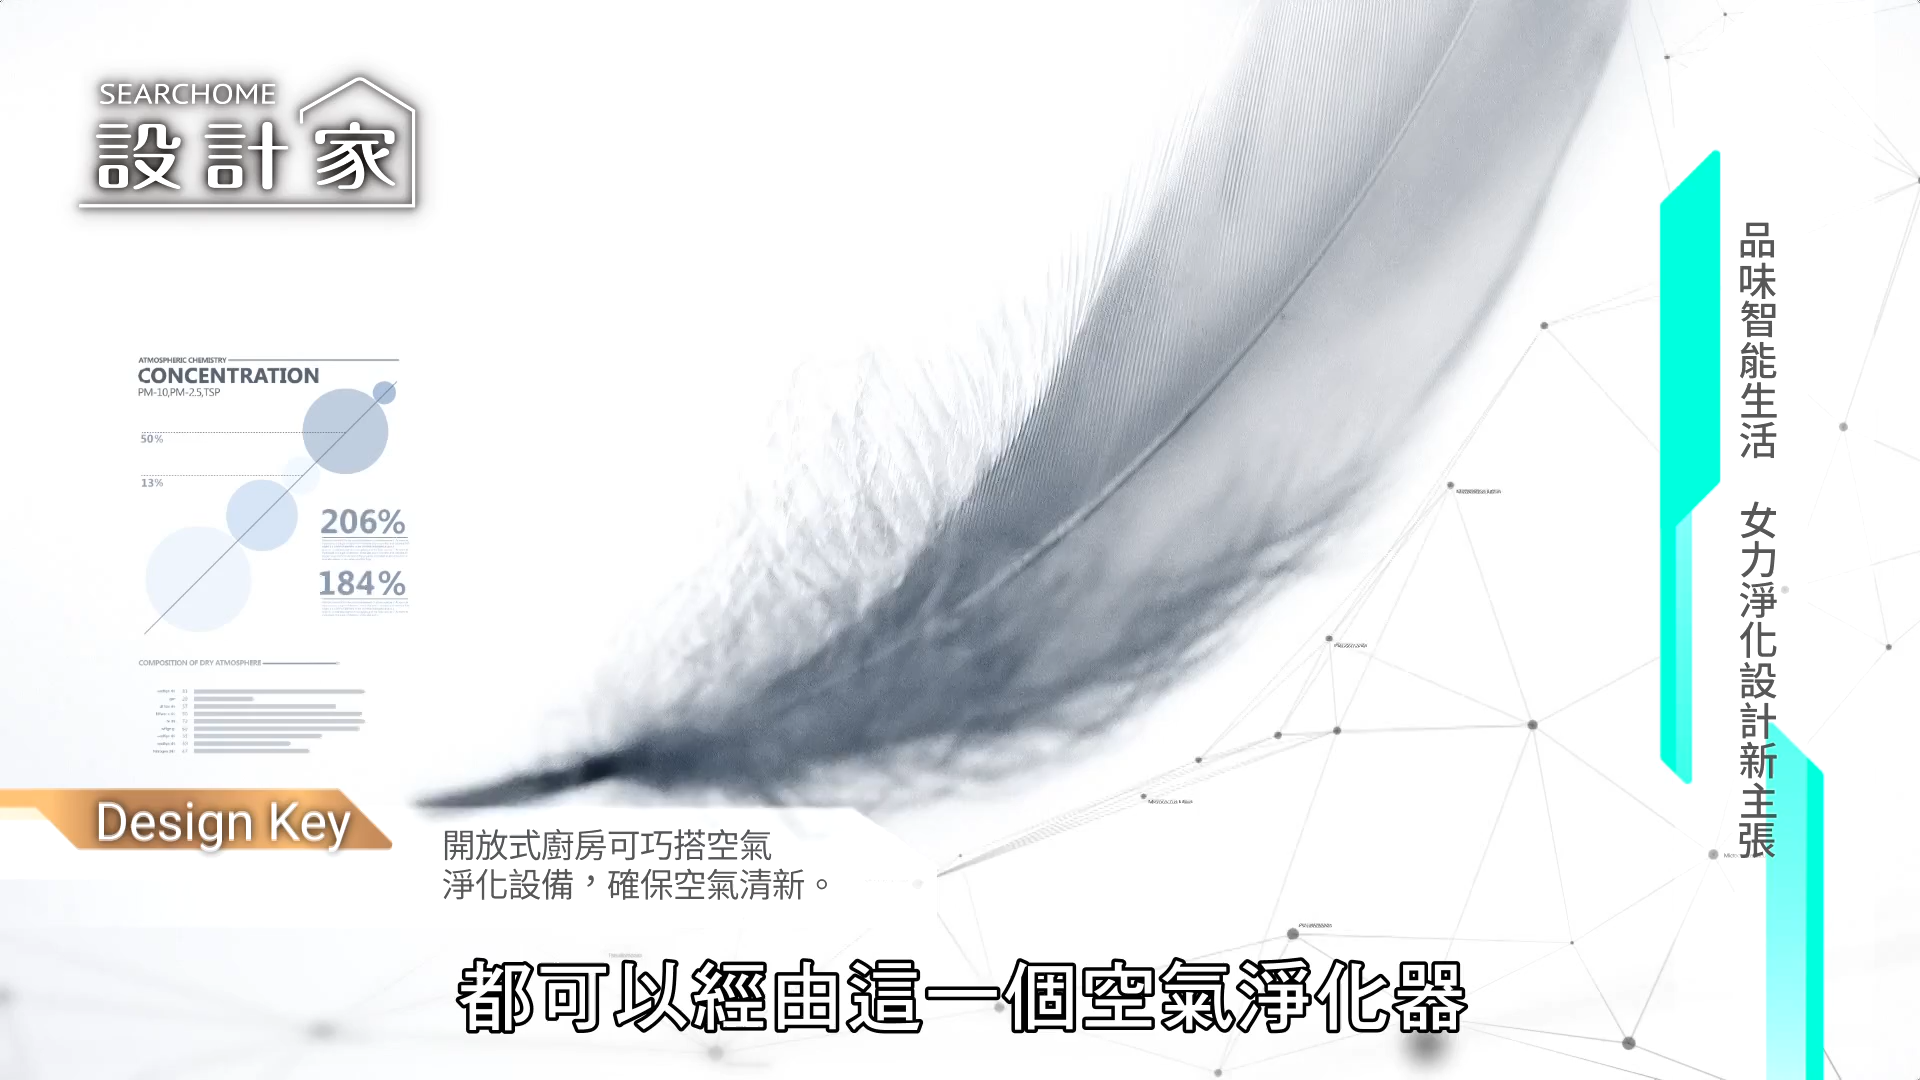 SEARCHOME
設計家
ATMOSPHERIC CHEMISTRY
CONCENTRATION
PM-10,PM-2.5,TSP
50%
13%
206%
184%
COMPOSITION OF DRY ATMOSPHERE
Design Key
開放式廚房可巧搭空氣
淨化設備，確保空氣清新。
品味智能生活　女力淨化設計新主張
都可以經由這一個空氣淨化器